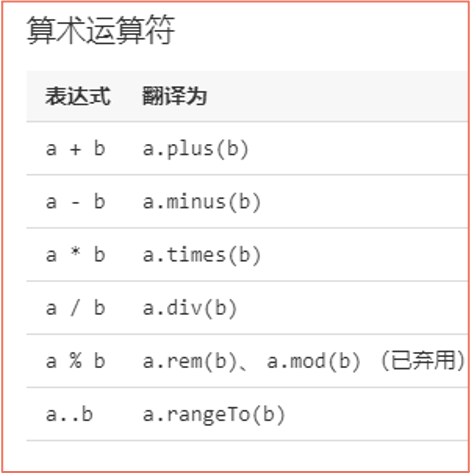 算术运算符
表达式 翻译为
a + b a.plus(b)
a - b a.minus(b)
a * b a.times(b)
a / b a.div(b)
a % b a.rem(b)、 a.mod(b) （已弃用）
a..b a.rangeTo(b)